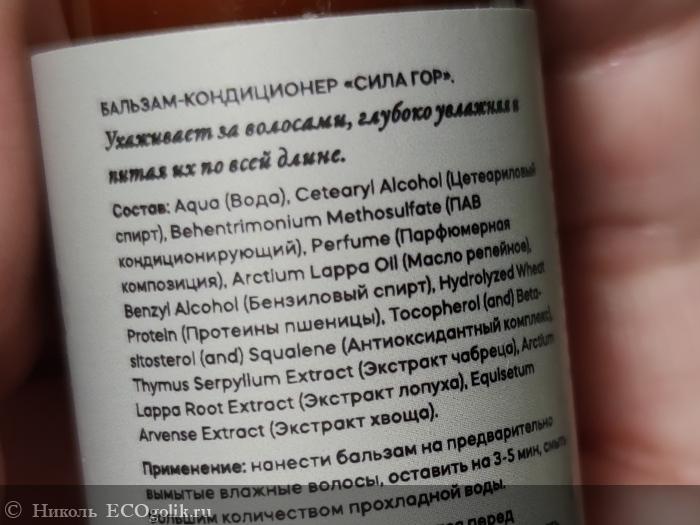 БАЛЬЗАМ-КОНДИЦИОНЕР «СИЛА ГОР».
Ухаживает за волосами, глубоко увлажняя и
питая их по всей длине.
Состав: Aqua (Вода), Cetearyl Alcohol (Цетеариловый
спирт), Behentrimonium Methosulfate (ПАВ
кондиционирующий), Perfume (Парфюмерная
композиция), Arctium Lappa Oil (Масло репейное),
Benzyl Alcohol (Бензиловый спирт), Hydrolyzed Wheat
Protein (Протеины пшеницы), Tocopherol (and) Beta-
sitosterol (and) Squalene (Антиоксидантный комплекс),
Thymus Serpyllum Extract (Экстракт чабреца), Arctium
Lappa Root Extract (Экстракт лопуха), Equisetum
Arvense Extract (Экстракт хвоща).
Применение: нанести бальзам на предварительно
вымытые влажные волосы, оставить на 3-5 мин, смыть
большим количеством прохладной воды.
перед
© Николь ECOgolik.ru